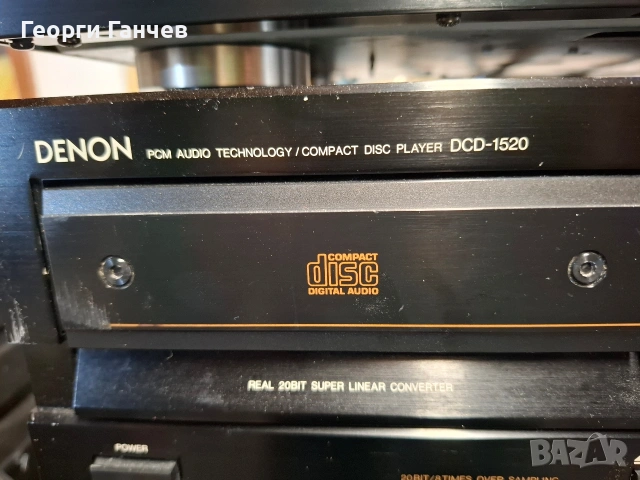 Георги Ганчев
DENON PCM AUDIO TECHNOLOGY / COMPACT DISC PLAYER DCD-1520
COMPACT
disc
DIGITAL AUDIO
REAL 20BIT SUPER LINEAR CONVERTER
POWER
20BIT/8TIMES OVER SAMPLING
BAZAR